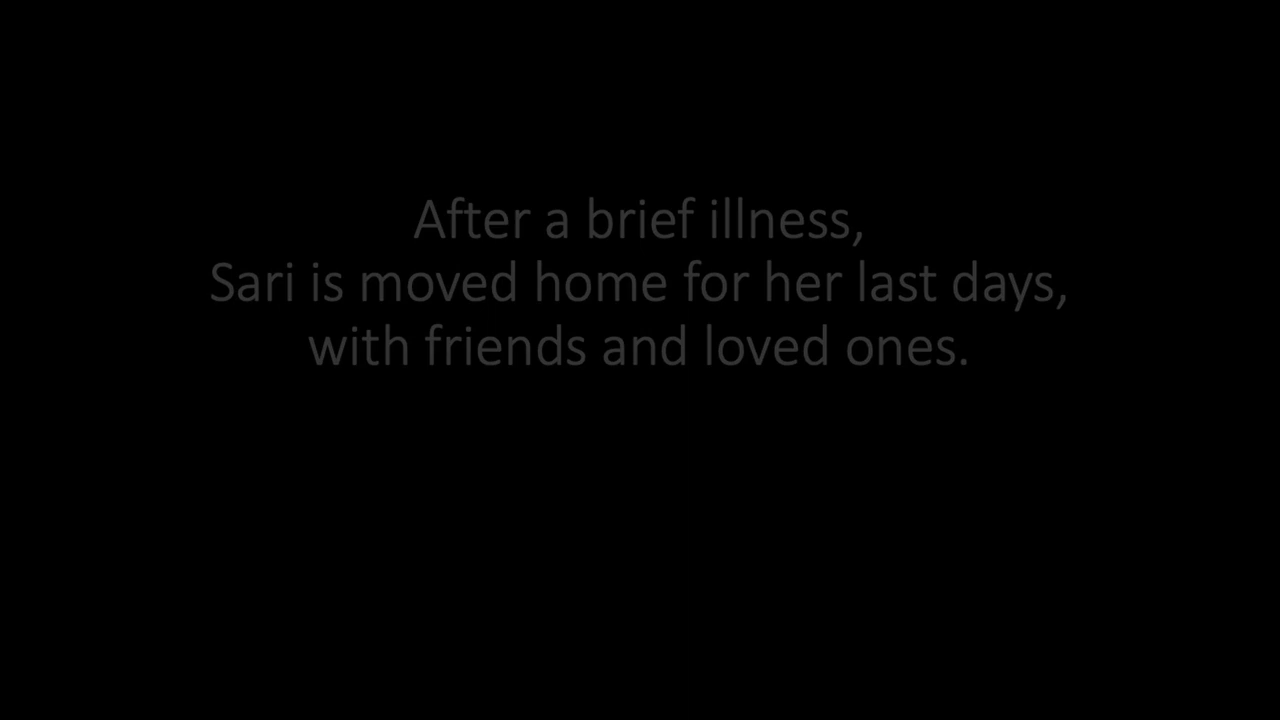 After a brief illness,
Sari is moved home for her last days,
with friends and loved ones.